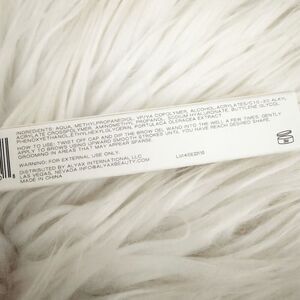 INGREDIENTS: AQUA, METHYLPROPANEDIOL, VP/VA COPOLYMER, ALCOHOL, ACRYLATES/C10-30 ALKYL
ACRYLATE CROSSPOLYMER, AMINOMETHYL PROPANOL, SODIUM HYALURONATE, BUTYLENE GLYCOL,
PHENOXYETHANOL, ETHYLHEXYLGLYCERIN, PORTULACA OLERACEA EXTRACT
HOW TO USE: TWIST OFF CAP AND DIP THE BROW GEL WAND INTO THE WELL A FEW TIMES. GENTLY
APPLY TO BROWS USING UPWARD SMOOTH STROKES UNTIL YOU HAVE REACHED DESIRED SHAPE,
GROOMING IN AREAS THAT MAY APPEAR SPARSE.
WARNING: FOR EXTERNAL USE ONLY.
DISTRIBUTED BY ALYAX INTERNATIONAL LLC,
LAS VEGAS, NEVADA INFO@ALYAXBEAUTY.COM
MADE IN CHINA